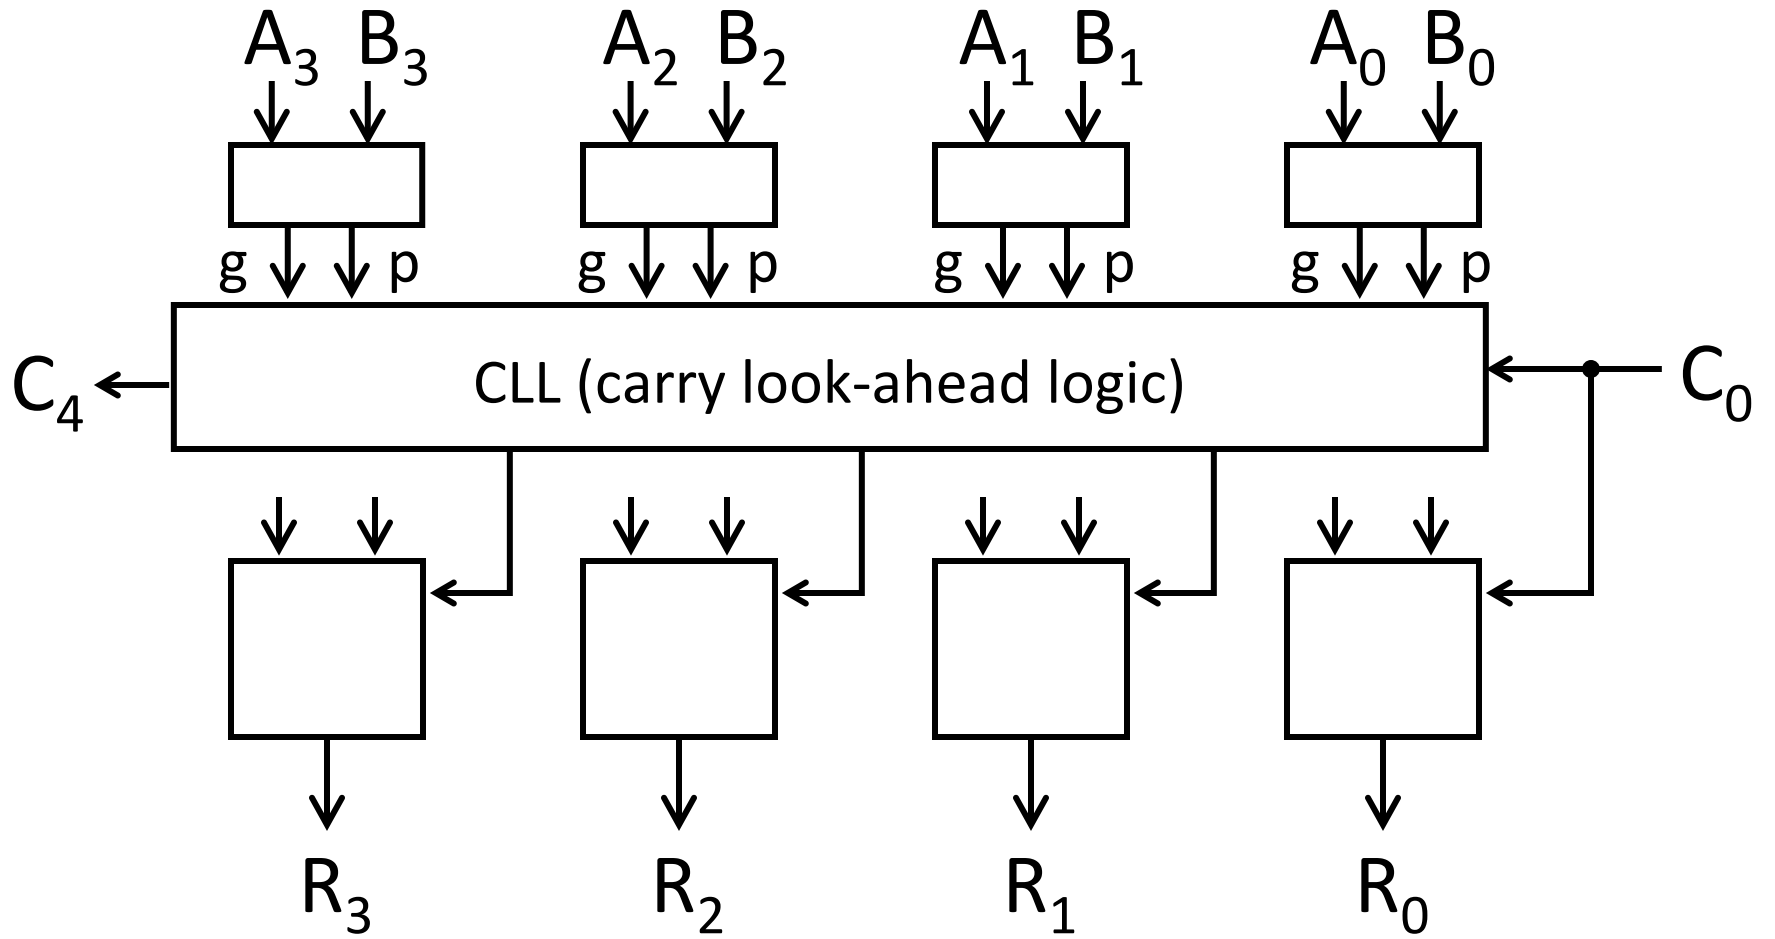 A₃ B₃ A₂ B₂ A₁ B₁ A₀ B₀
g p g p g p g p
C₄ CLL (carry look-ahead logic) C₀
R₃ R₂ R₁ R₀